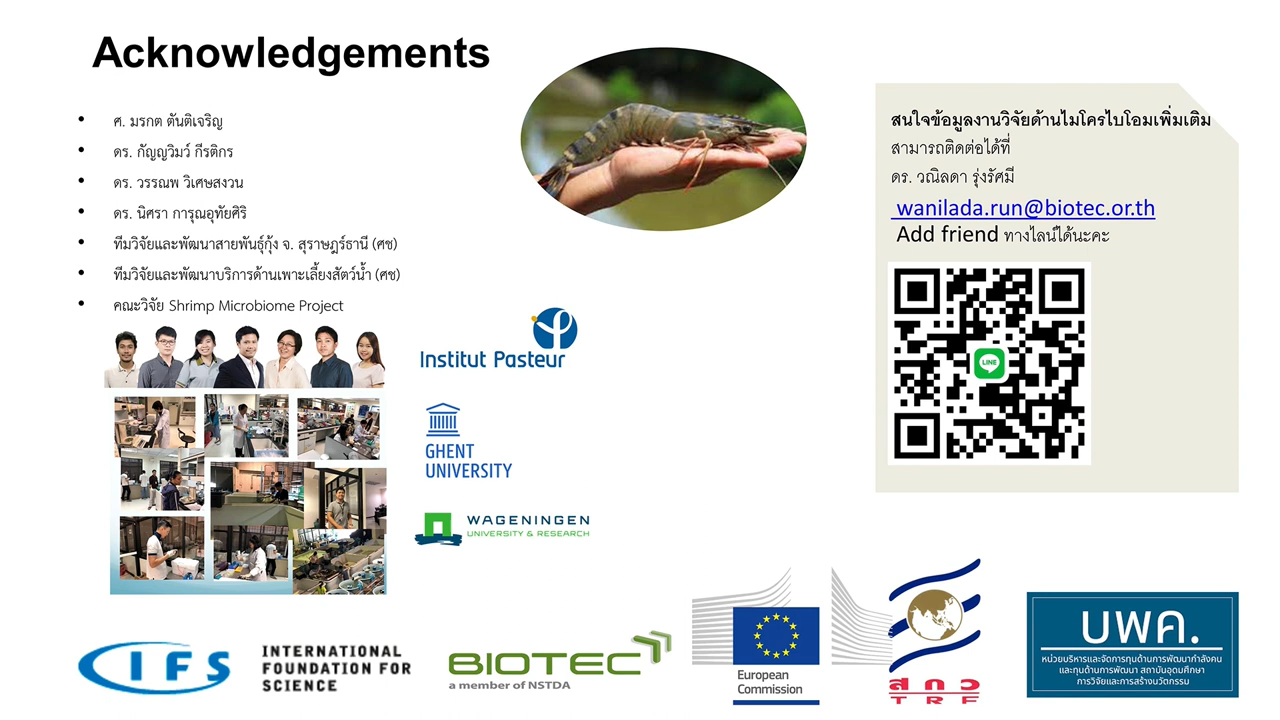 Acknowledgements
• ศ. มรกต ตันติเจริญ
• ดร. กัญญวิมว์ กีรติกร
• ดร. วรรณพ วิเศษสงวน
• ดร. นิศรา การุณอุทัยศิริ
• ทีมวิจัยและพัฒนาสายพันธุ์กุ้ง จ. สุราษฎร์ธานี (ศช)
• ทีมวิจัยและพัฒนาบริการด้านเพาะเลี้ยงสัตว์น้ำ (ศช)
• คณะวิจัย Shrimp Microbiome Project
สนใจข้อมูลงานวิจัยด้านไมโครไบโอมเพิ่มเติม
สามารถติดต่อได้ที่
ดร. วณิลดา รุ่งรัศมี
wanilada.run@biotec.or.th
Add friend ทางไลน์ได้นะคะ
LINE
Institut Pasteur
GHENT
UNIVERSITY
WAGENINGEN
UNIVERSITY & RESEARCH
IFS
INTERNATIONAL
FOUNDATION FOR
SCIENCE
BIOTEC
a member of NSTDA
European
Commission
สกว
TRF
บพค.
หน่วยบริหารและจัดการทุนด้านการพัฒนากำลังคน
และทุนด้านการพัฒนา สถาบันอุดมศึกษา
การวิจัยและการสร้างนวัตกรรม